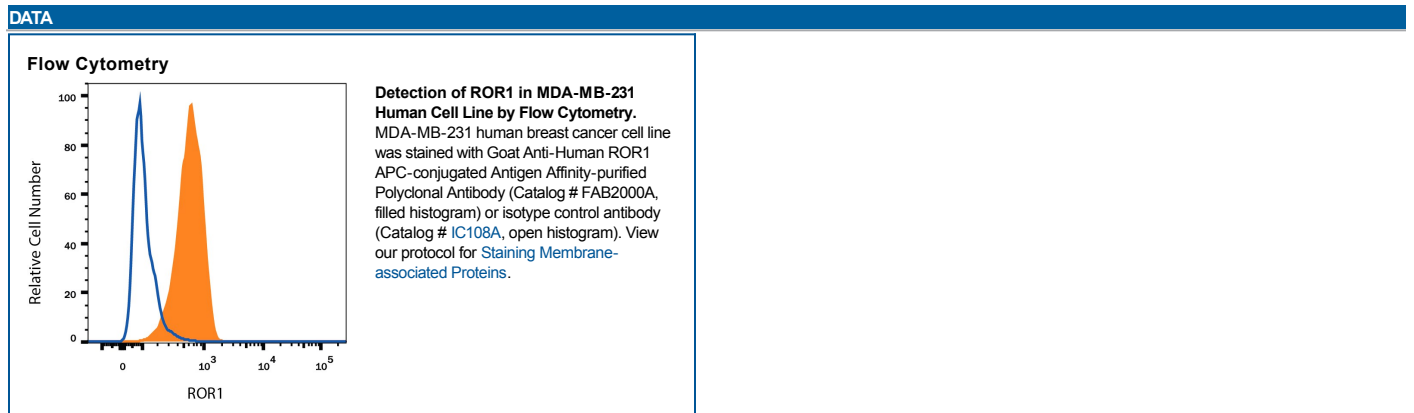 DATA
Flow Cytometry
Detection of ROR1 in MDA-MB-231
Human Cell Line by Flow Cytometry.
MDA-MB-231 human breast cancer cell line
was stained with Goat Anti-Human ROR1
APC-conjugated Antigen Affinity-purified
Polyclonal Antibody (Catalog # FAB2000A,
filled histogram) or isotype control antibody
(Catalog # IC108A, open histogram). View
our protocol for Staining Membrane-
associated Proteins.
Relative Cell Number
100
80
60
40
20
0
0 10³ 10⁴ 10⁵
ROR1